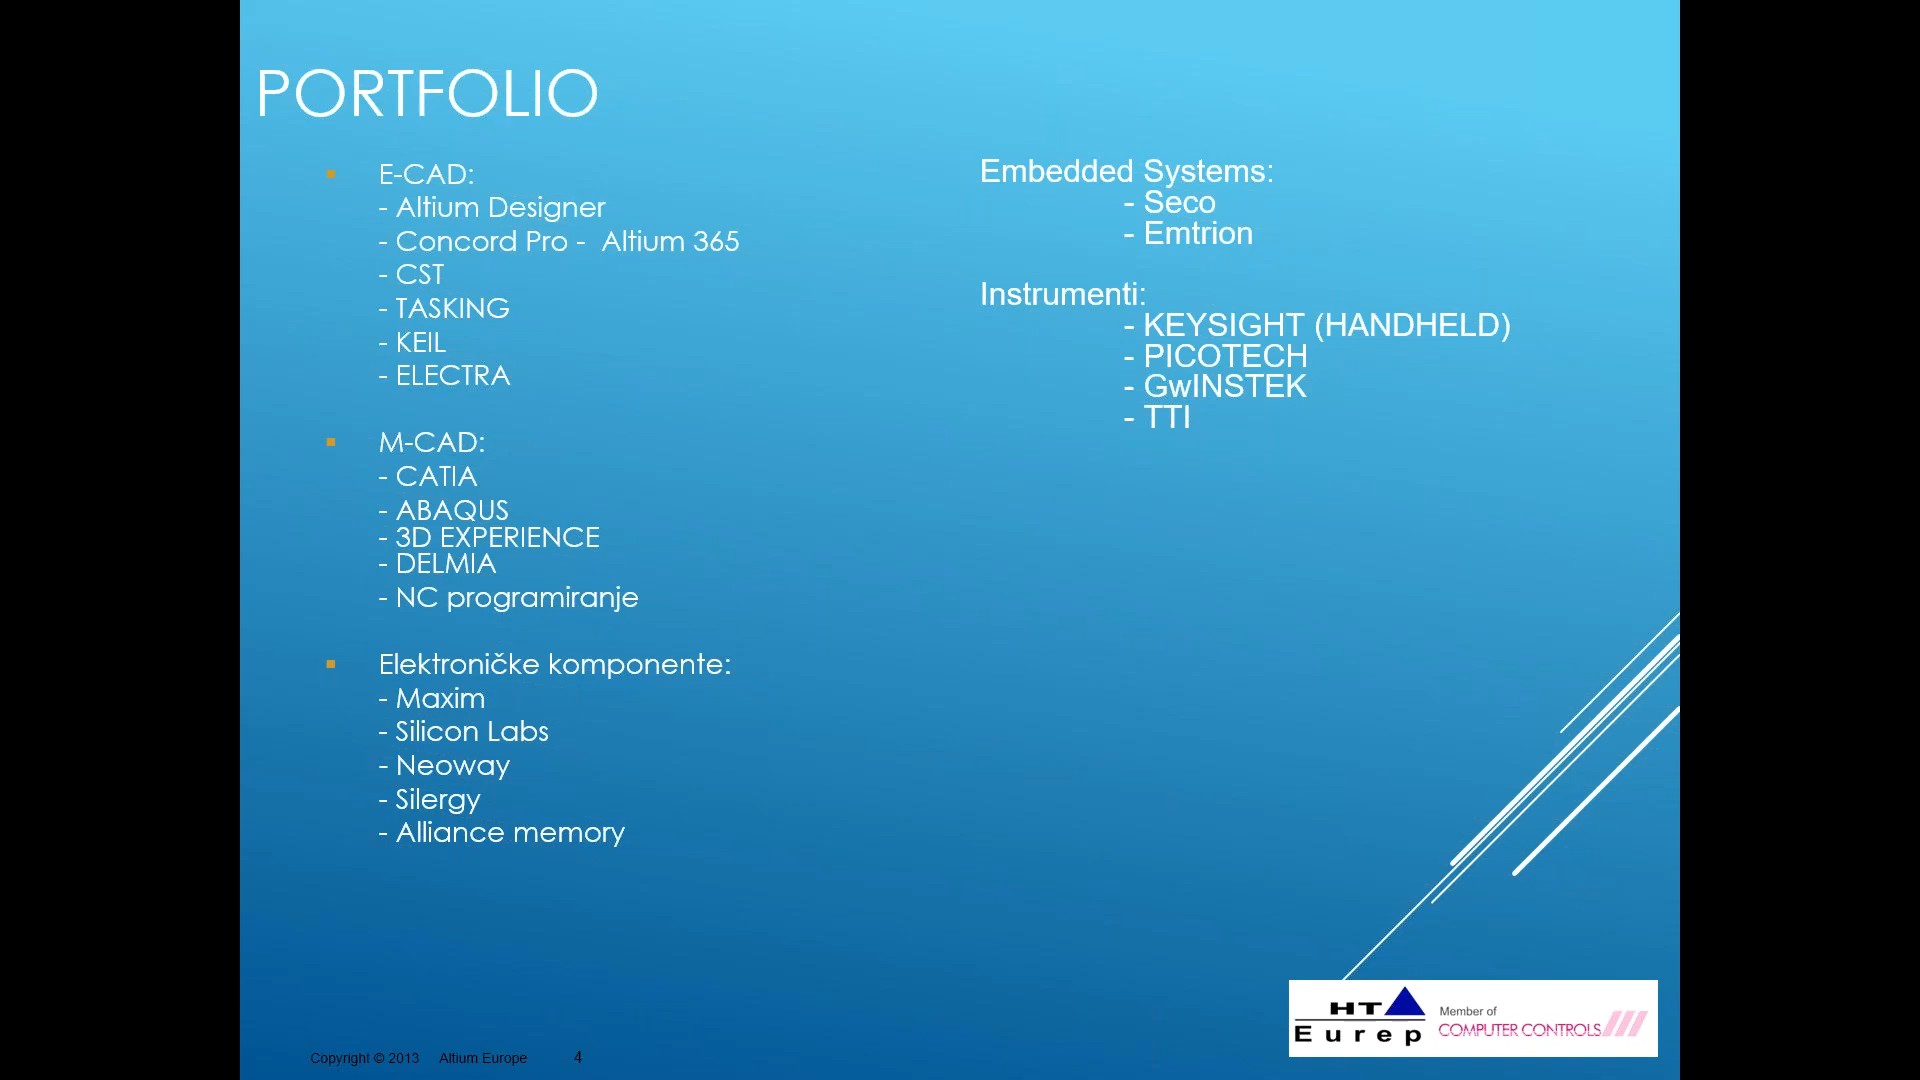 PORTFOLIO
E-CAD:
- Altium Designer
- Concord Pro -  Altium 365
- CST
- TASKING
- KEIL
- ELECTRA
M-CAD:
- CATIA
- ABAQUS
- 3D EXPERIENCE
- DELMIA
- NC programiranje
Elektroničke komponente:
- Maxim
- Silicon Labs
- Neoway
- Silergy
- Alliance memory
Embedded Systems:
- Seco
- Emtrion
Instrumenti:
- KEYSIGHT (HANDHELD)
- PICOTECH
- GwINSTEK
- TTI
HT
Eurep
Member of
COMPUTER CONTROLS
Copyright © 2013 Altium Europe 4